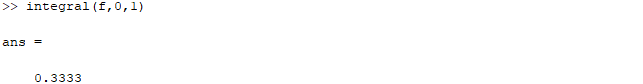 >> integral(f,0,1)
ans =
0.3333